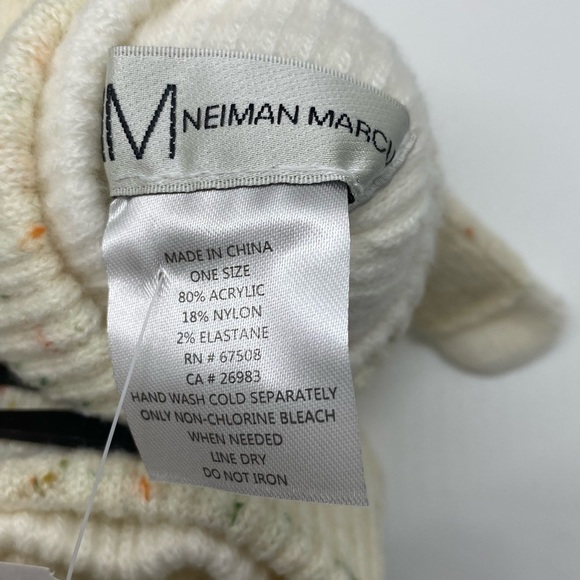 M NEIMAN MARCU
MADE IN CHINA
ONE SIZE
80% ACRYLIC
18% NYLON
2% ELASTANE
RN # 67508
CA # 26983
HAND WASH COLD SEPARATELY
ONLY NON-CHLORINE BLEACH
WHEN NEEDED
LINE DRY
DO NOT IRON